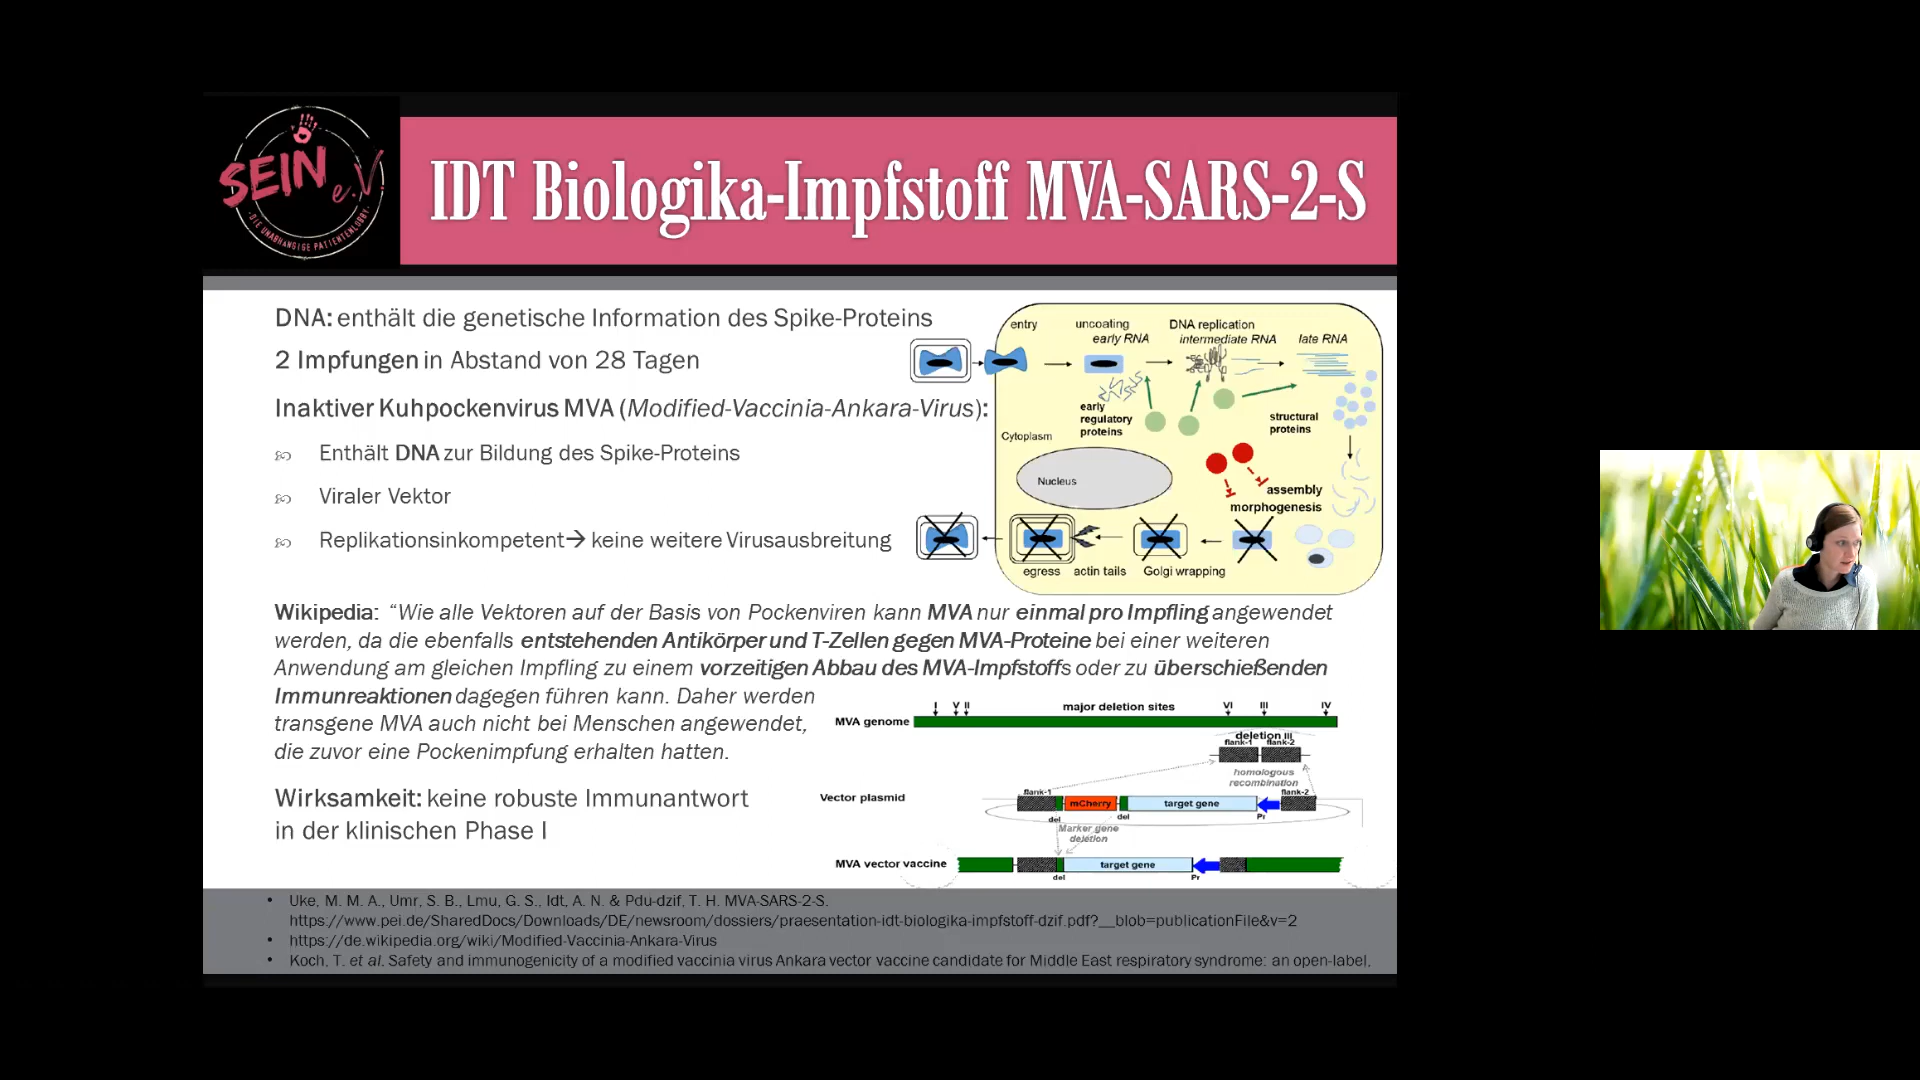 SEIN e.V.
· DIE UNABHÄNGIGE PATIENTENLOBBY ·
IDT Biologika-Impfstoff MVA-SARS-2-S
DNA: enthält die genetische Information des Spike-Proteins
2 Impfungen in Abstand von 28 Tagen
Inaktiver Kuhpockenvirus MVA (Modified-Vaccinia-Ankara-Virus):
Enthält DNA zur Bildung des Spike-Proteins
Viraler Vektor
Replikationsinkompetent→ keine weitere Virusausbreitung
entry
uncoating
early RNA
DNA replication
intermediate RNA
late RNA
early
regulatory
proteins
structural
proteins
Cytoplasm
Nucleus
assembly
morphogenesis
egress
actin tails
Golgi wrapping
Wikipedia: “Wie alle Vektoren auf der Basis von Pockenviren kann MVA nur einmal pro Impfling angewendet
werden, da die ebenfalls entstehenden Antikörper und T-Zellen gegen MVA-Proteine bei einer weiteren
Anwendung am gleichen Impfling zu einem vorzeitigen Abbau des MVA-Impfstoffs oder zu überschießenden
Immunreaktionen dagegen führen kann. Daher werden
transgene MVA auch nicht bei Menschen angewendet,
die zuvor eine Pockenimpfung erhalten hatten.
Wirksamkeit: keine robuste Immunantwort
in der klinischen Phase I
I V II major deletion sites VI III IV
MVA genome
deletion III
flank-1 flank-2
homologous
recombination
flank-1 flank-2
Vector plasmid
mCherry target gene
del del Pr
Marker gene
deletion
MVA vector vaccine
target gene
del Pr
• Uke, M. M. A., Umr, S. B., Lmu, G. S., Idt, A. N. & Pdu-dzif, T. H. MVA-SARS-2-S.
https://www.pei.de/SharedDocs/Downloads/DE/newsroom/dossiers/praesentation-idt-biologika-impfstoff-dzif.pdf?__blob=publicationFile&v=2
• https://de.wikipedia.org/wiki/Modified-Vaccinia-Ankara-Virus
• Koch, T. et al. Safety and immunogenicity of a modified vaccinia virus Ankara vector vaccine candidate for Middle East respiratory syndrome: an open-label,